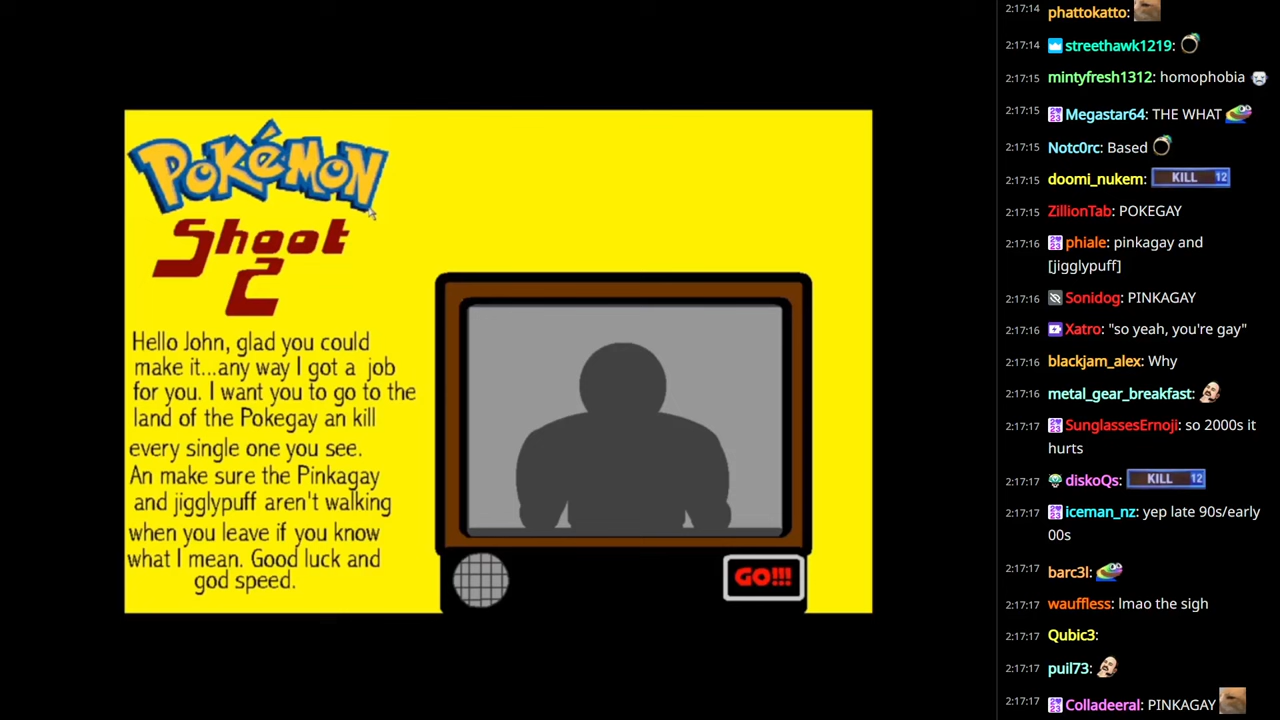 POKéMON
Shoot
2
Hello John, glad you could
make it...any way I got a job
for you. I want you to go to the
land of the Pokegay an kill
every single one you see.
An make sure the Pinkagay
and jigglypuff aren't walking
when you leave if you know
what I mean. Good luck and
god speed.
GO!!!
2:17:14 phattokatto:
2:17:14 streethawk1219:
2:17:15 mintyfresh1312: homophobia
2:17:15 Megastar64: THE WHAT
2:17:15 Notc0rc: Based
2:17:15 doomi_nukem: KILL 12
2:17:15 ZillionTab: POKEGAY
2:17:16 phiale: pinkagay and
[jigglypuff]
2:17:16 Sonidog: PINKAGAY
2:17:16 Xatro: "so yeah, you're gay"
2:17:16 blackjam_alex: Why
2:17:16 metal_gear_breakfast:
2:17:17 SunglassesErnoji: so 2000s it
hurts
2:17:17 diskoQs: KILL 12
2:17:17 iceman_nz: yep late 90s/early
00s
2:17:17 barc3l:
2:17:17 wauffless: lmao the sigh
2:17:17 Qubic3:
2:17:17 puil73:
2:17:17 Colladeeral: PINKAGAY